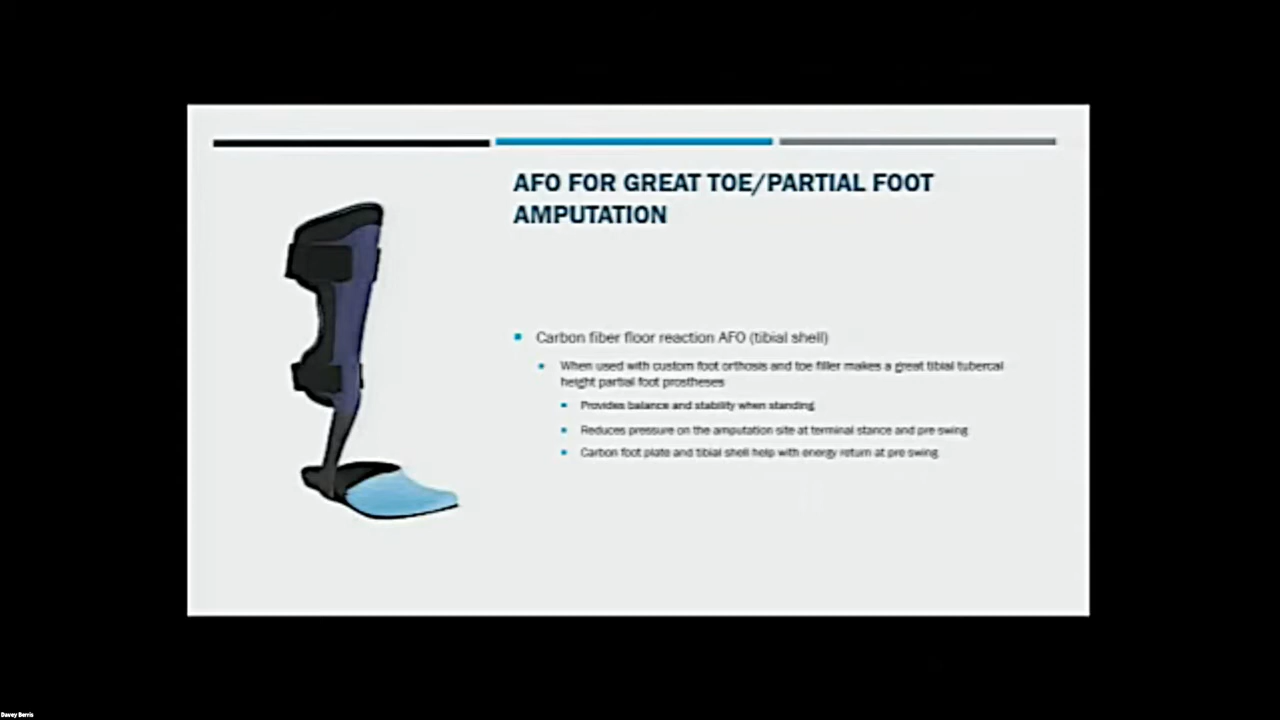 AFO FOR GREAT TOE/PARTIAL FOOT
AMPUTATION
Carbon fiber floor reaction AFO (tibial shell)
When used with custom foot orthosis and toe filler makes a great tibial tubercal
height partial foot prostheses
Provides balance and stability when standing
Reduces pressure on the amputation site at terminal stance and pre swing
Carbon foot plate and tibial shell help with energy return at pre swing
Davey Berris